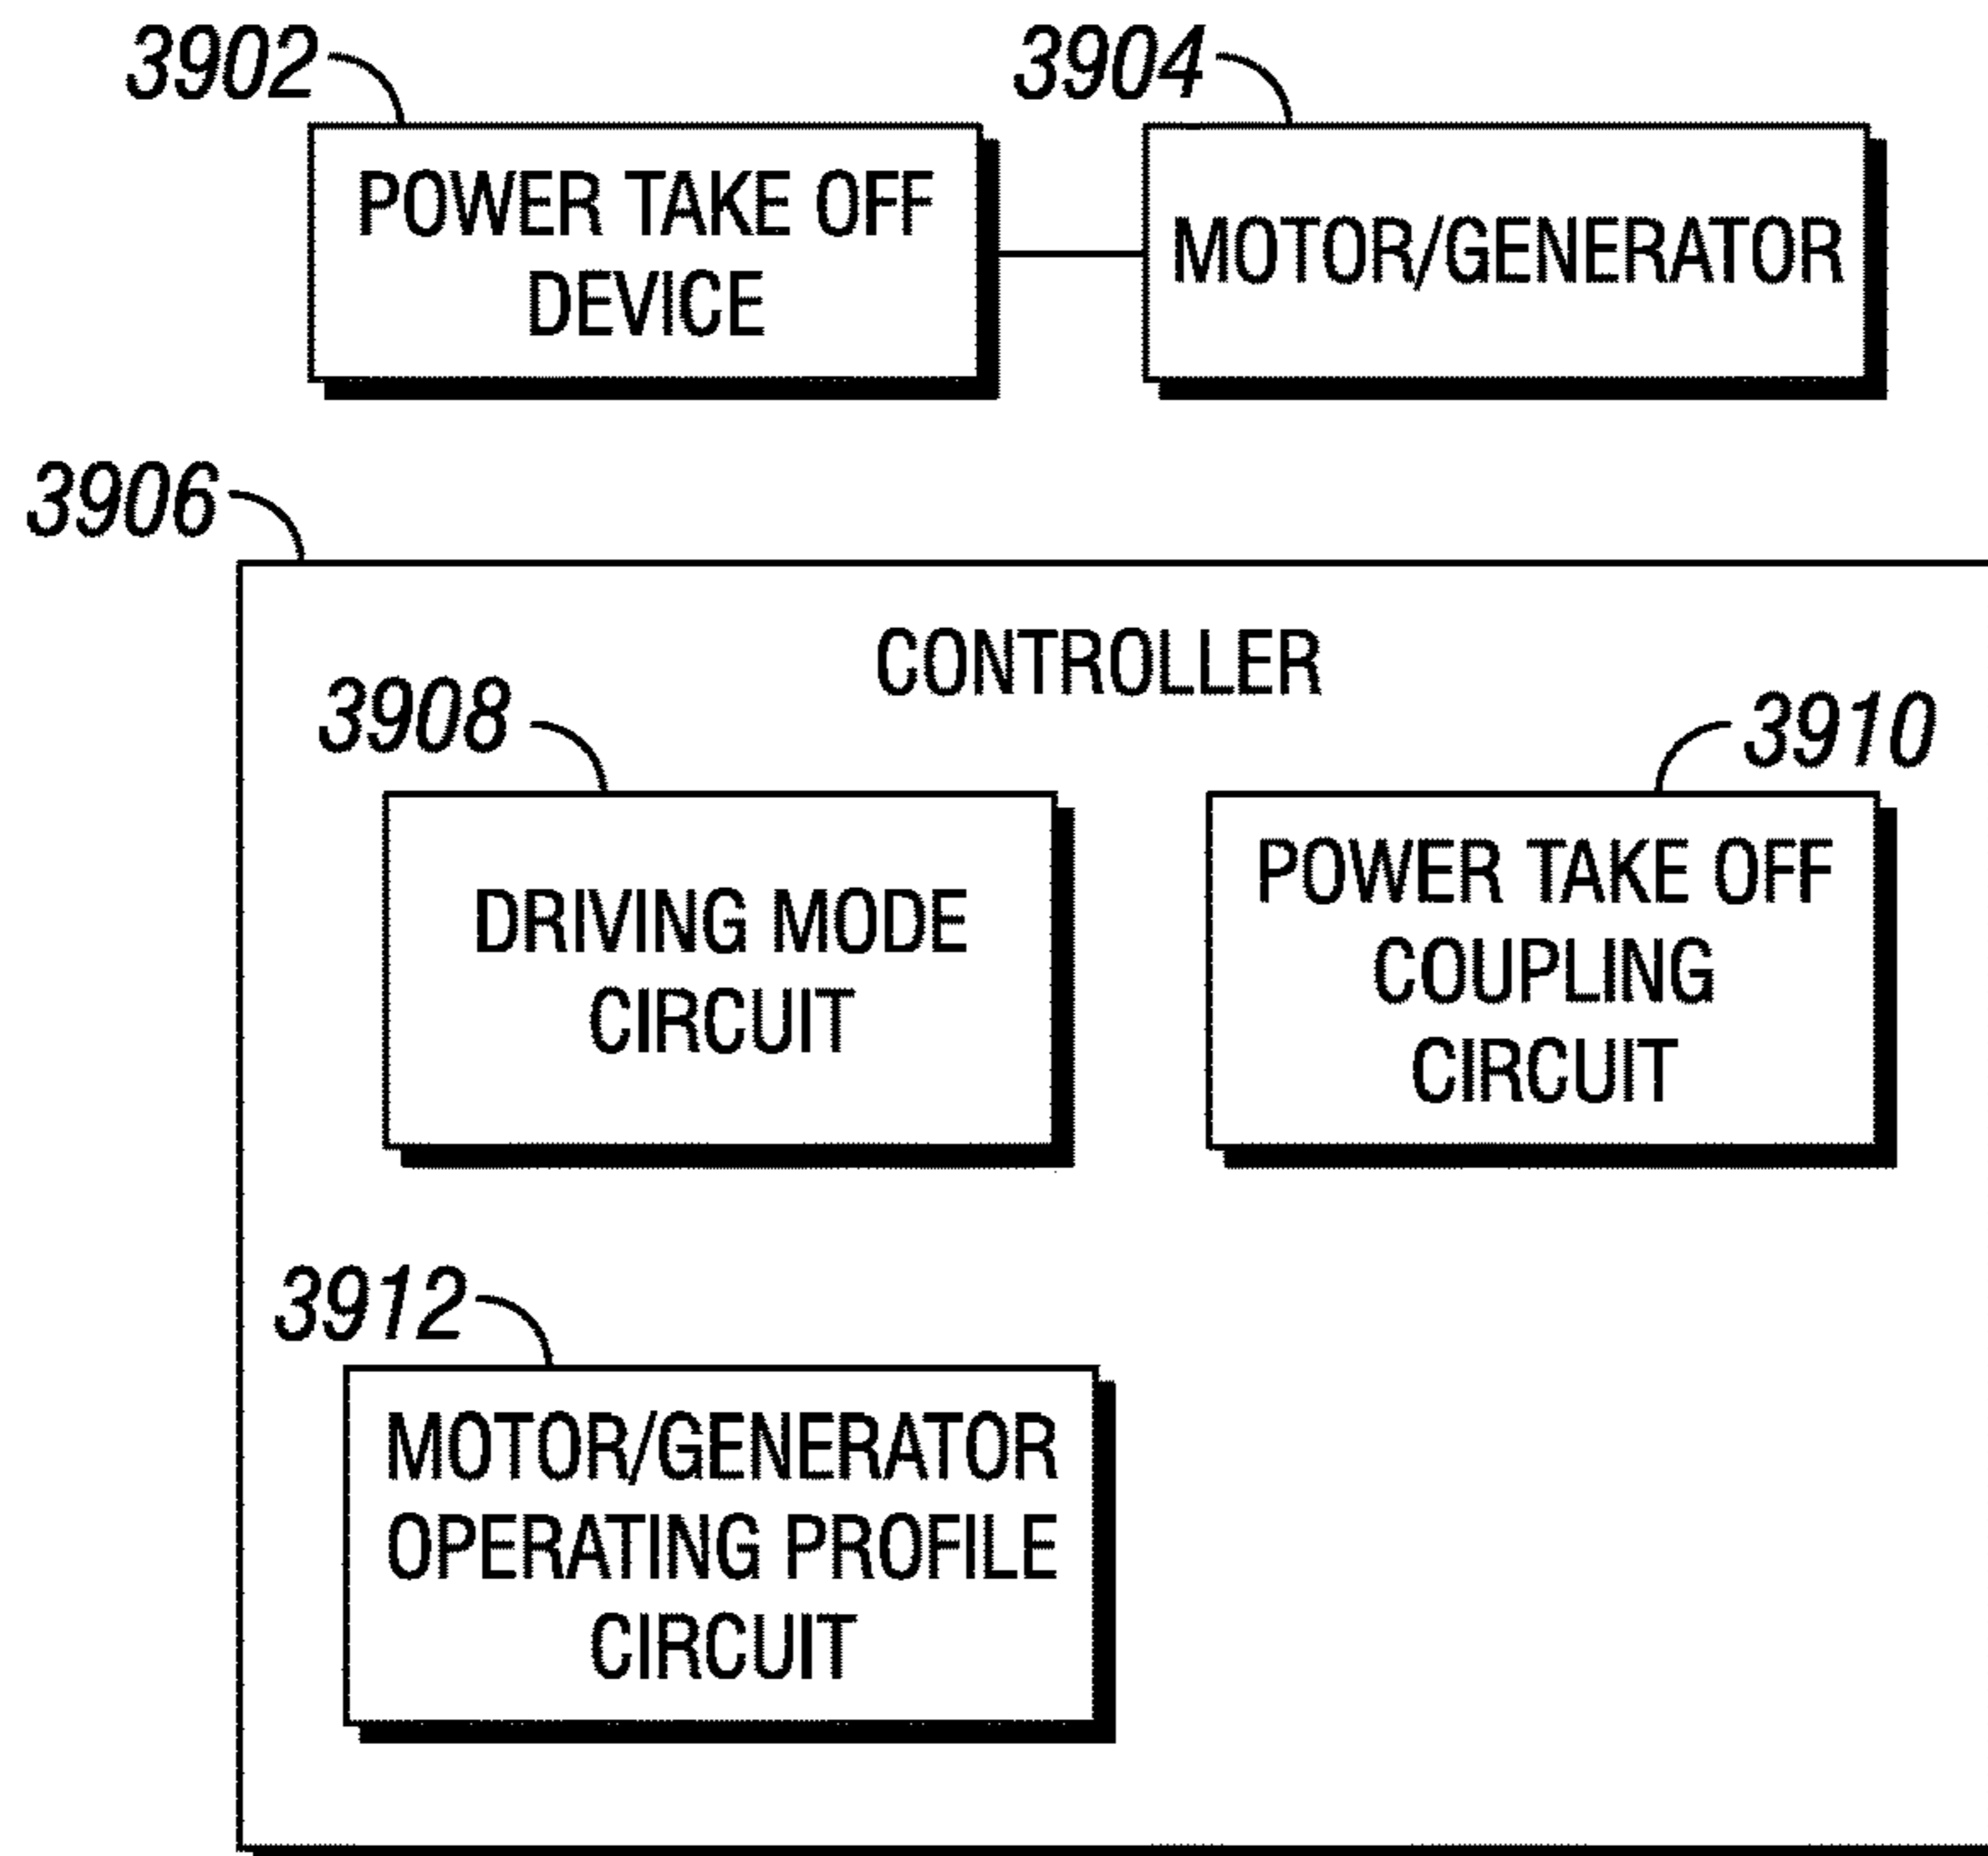 3902
3904
POWER TAKE OFF
DEVICE
MOTOR/GENERATOR
3906
CONTROLLER
3908
3910
DRIVING MODE
CIRCUIT
POWER TAKE OFF
COUPLING
CIRCUIT
3912
MOTOR/GENERATOR
OPERATING PROFILE
CIRCUIT